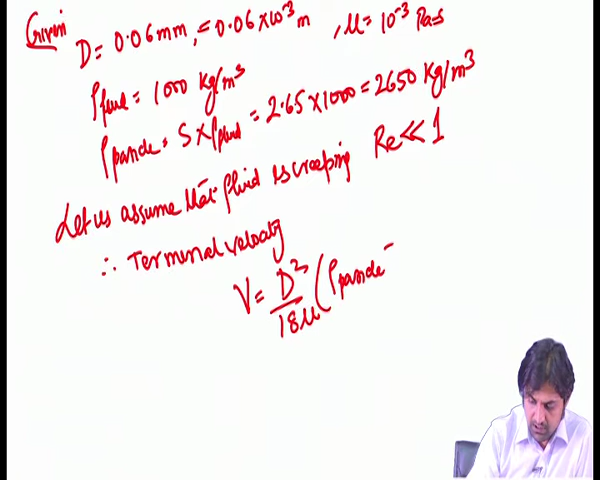 Given
D = 0.06 mm, = 0.06 × 10⁻³ m , μ = 10⁻³ Pa-s
ρfluid = 1000 kg/m³
ρparticle = S × ρfluid = 2.65 × 1000 = 2650 kg/m³
Let us assume that fluid is creeping Re << 1
∴ Terminal velocity
V = D²/18μ (ρparticle -